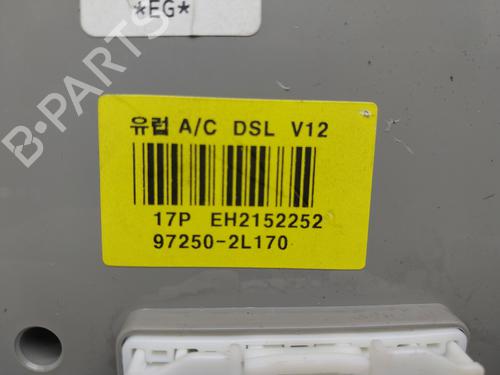 *EG*
B-PARTS
유럽 A/C DSL V12
17P EH2152252
97250-2L170